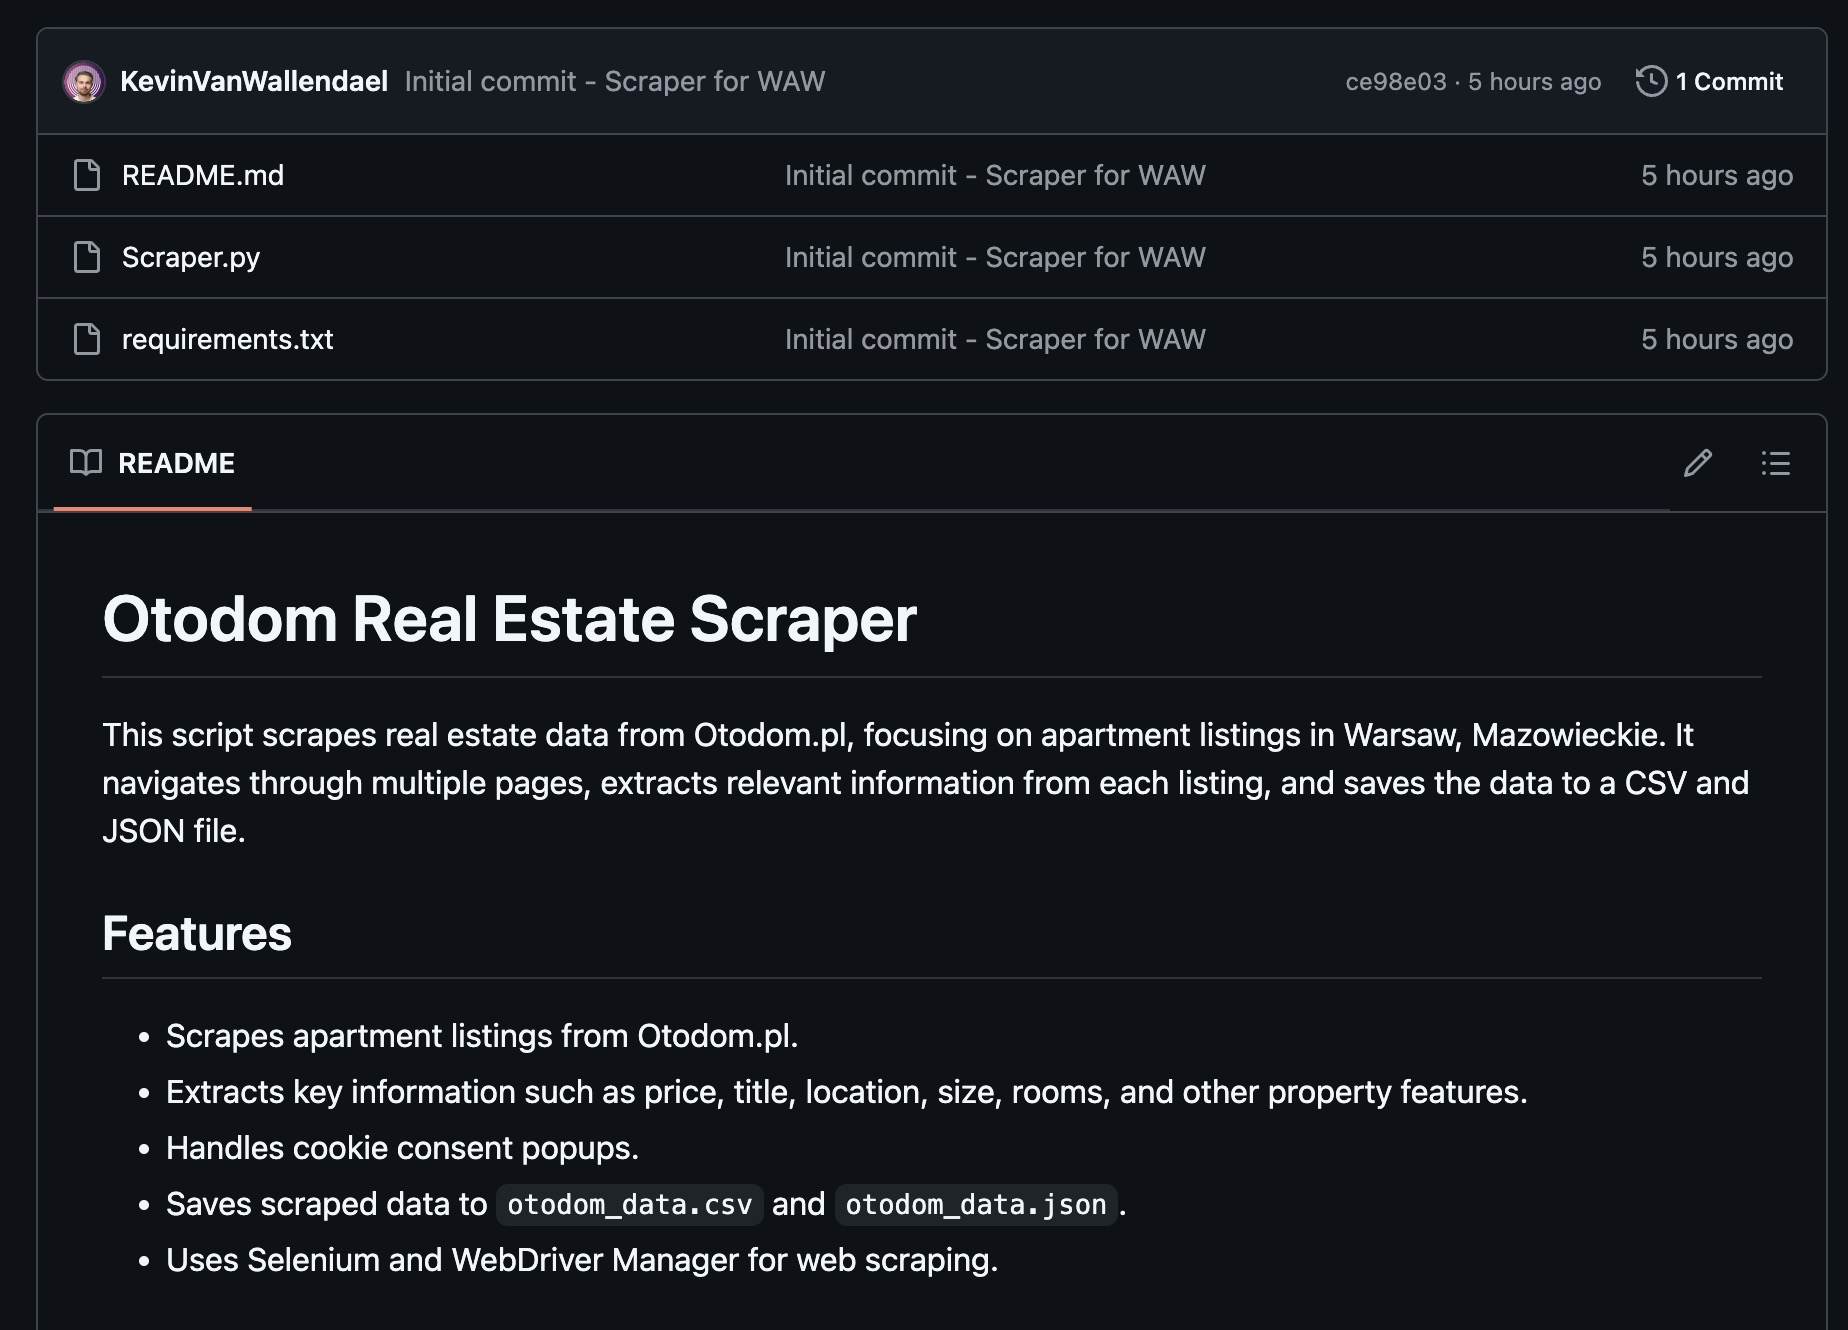 KevinVanWallendael Initial commit - Scraper for WAW ce98e03 · 5 hours ago 1 Commit
README.md Initial commit - Scraper for WAW 5 hours ago
Scraper.py Initial commit - Scraper for WAW 5 hours ago
requirements.txt Initial commit - Scraper for WAW 5 hours ago
README
Otodom Real Estate Scraper
This script scrapes real estate data from Otodom.pl, focusing on apartment listings in Warsaw, Mazowieckie. It
navigates through multiple pages, extracts relevant information from each listing, and saves the data to a CSV and
JSON file.
Features
• Scrapes apartment listings from Otodom.pl.
• Extracts key information such as price, title, location, size, rooms, and other property features.
• Handles cookie consent popups.
• Saves scraped data to otodom_data.csv and otodom_data.json.
• Uses Selenium and WebDriver Manager for web scraping.